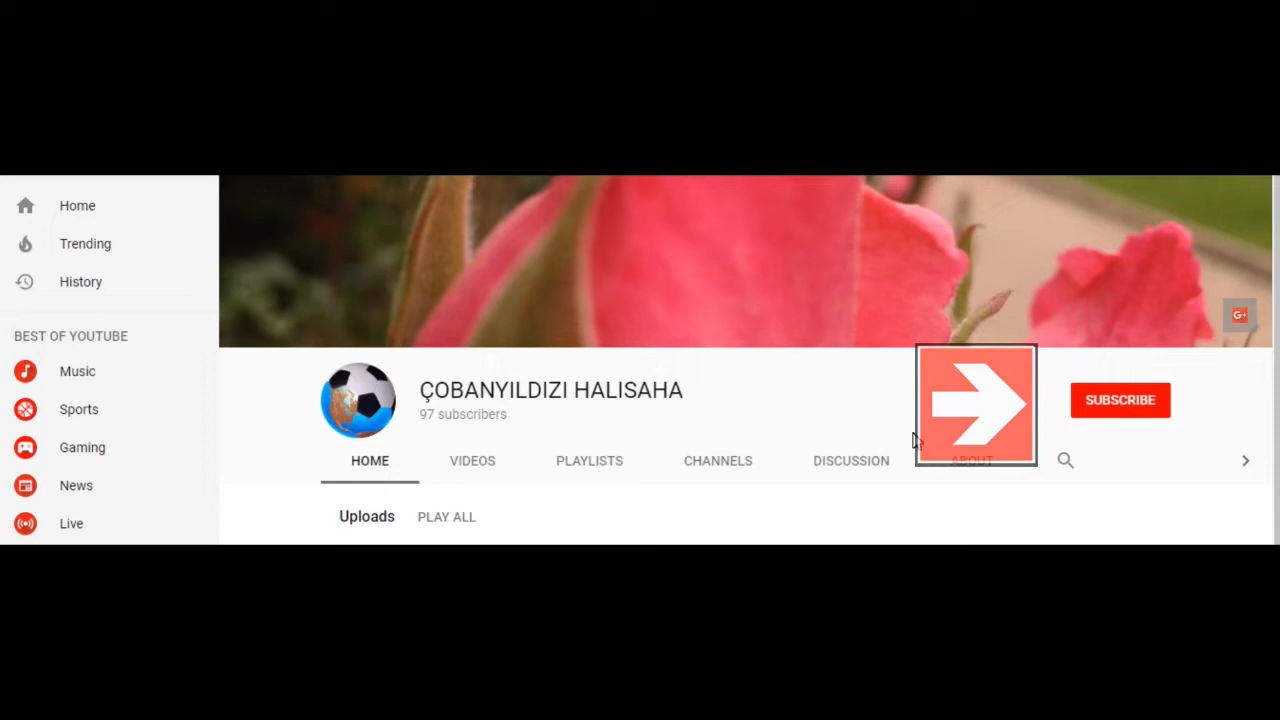 Home
Trending
History
BEST OF YOUTUBE
Music
Sports
Gaming
News
Live
G+
ÇOBANYILDIZI HALISAHA
97 subscribers
SUBSCRIBE
HOME VIDEOS PLAYLISTS CHANNELS DISCUSSION ABOUT
Uploads PLAY ALL